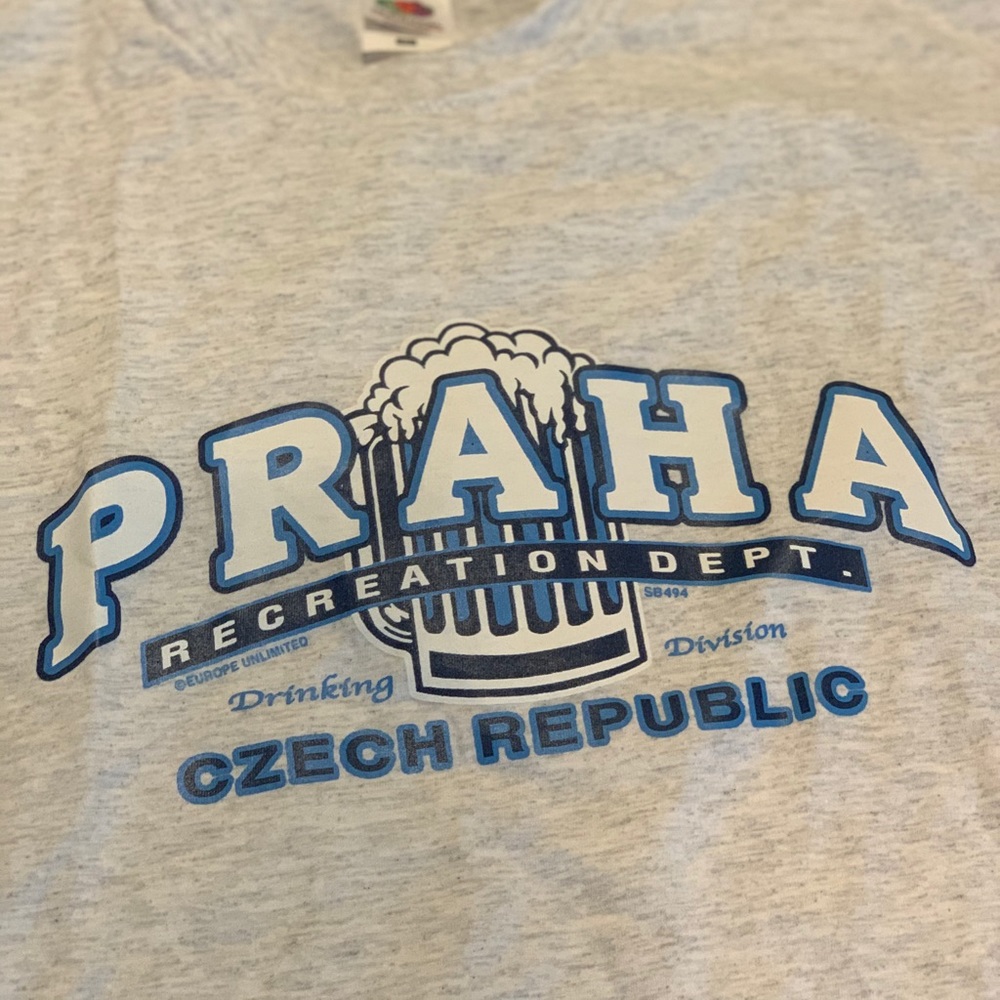 PRAHA
RECREATION DEPT.
©EUROPE UNLIMITED
SB494
Drinking Division
CZECH REPUBLIC